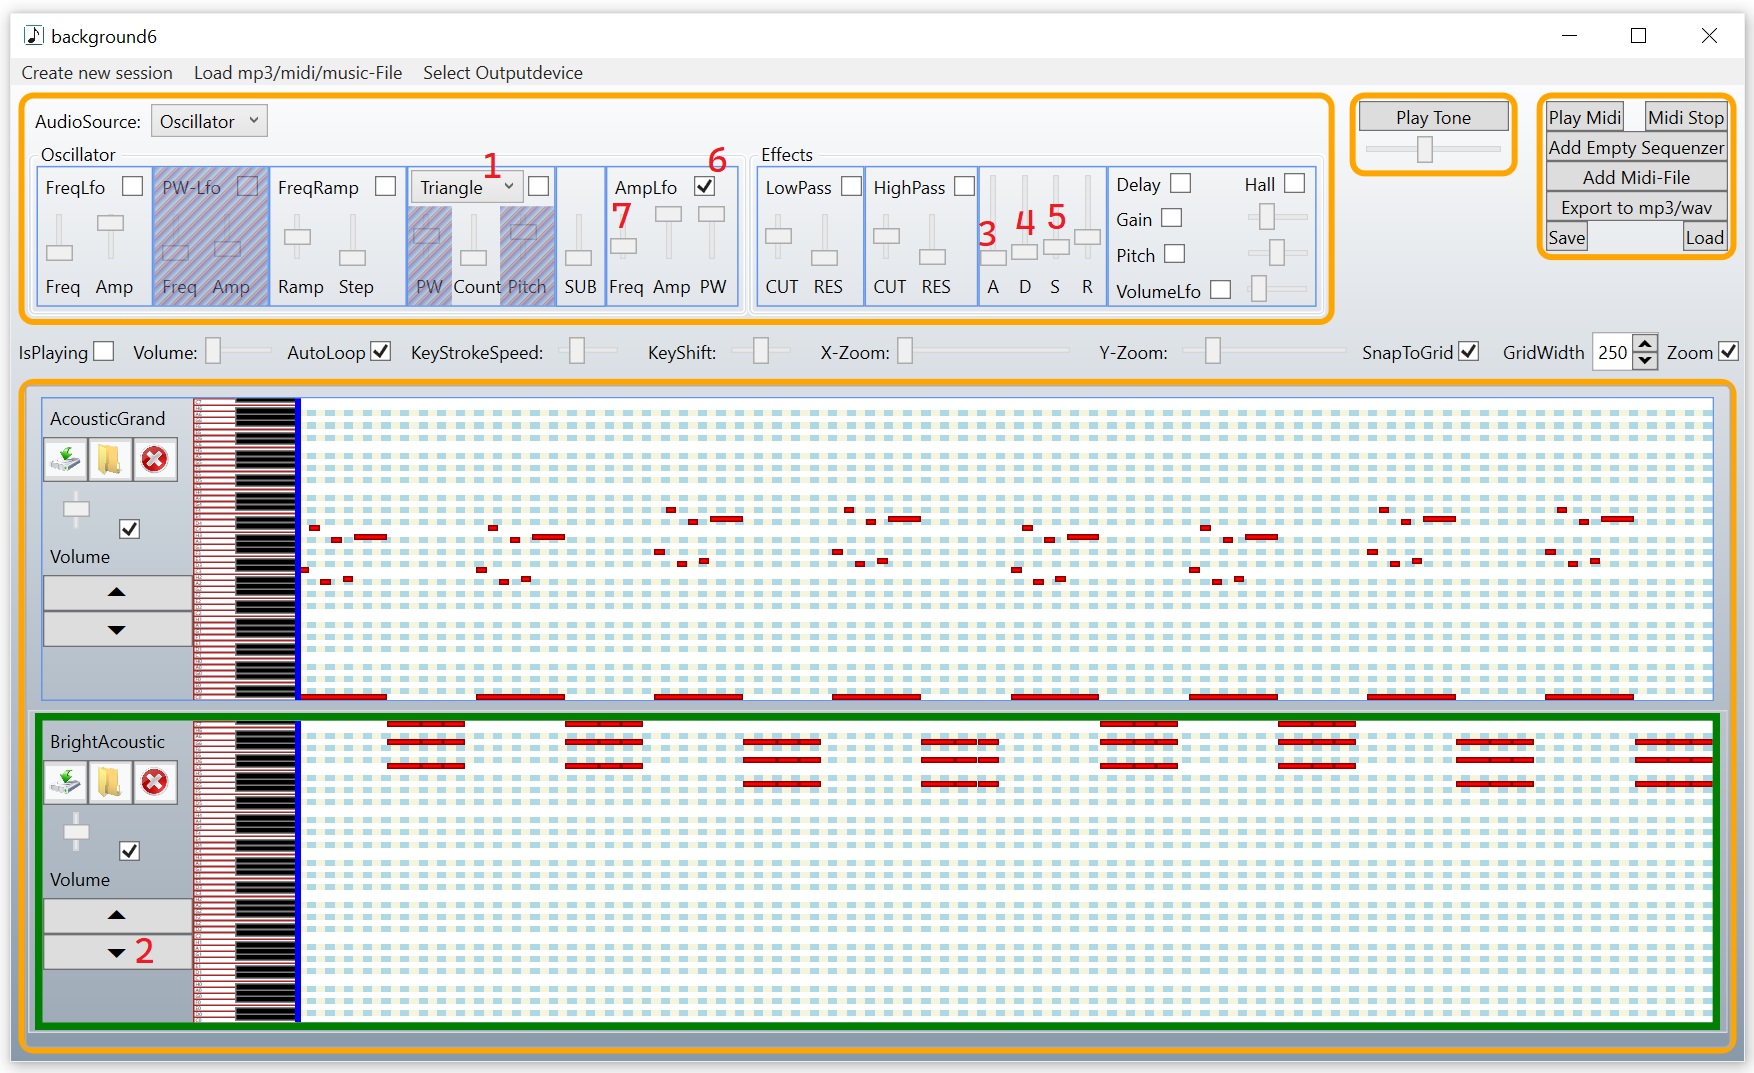 background6
Create new session Load mp3/midi/music-File Select Outputdevice
AudioSource: Oscillator
Play Tone
Play Midi Midi Stop
Add Empty Sequenzer
Add Midi-File
Export to mp3/wav
Save Load
Oscillator
Effects
FreqLfo PW-Lfo FreqRamp Triangle 1 AmpLfo 6
LowPass HighPass Delay Hall
7 3 4 5 Gain
Pitch
Freq Amp Freq Amp Ramp Step PW Count Pitch SUB Freq Amp PW
CUT RES CUT RES A D S R VolumeLfo
IsPlaying Volume: AutoLoop KeyStrokeSpeed: KeyShift: X-Zoom: Y-Zoom: SnapToGrid GridWidth 250 Zoom
AcousticGrand
Volume
BrightAcoustic
Volume
2